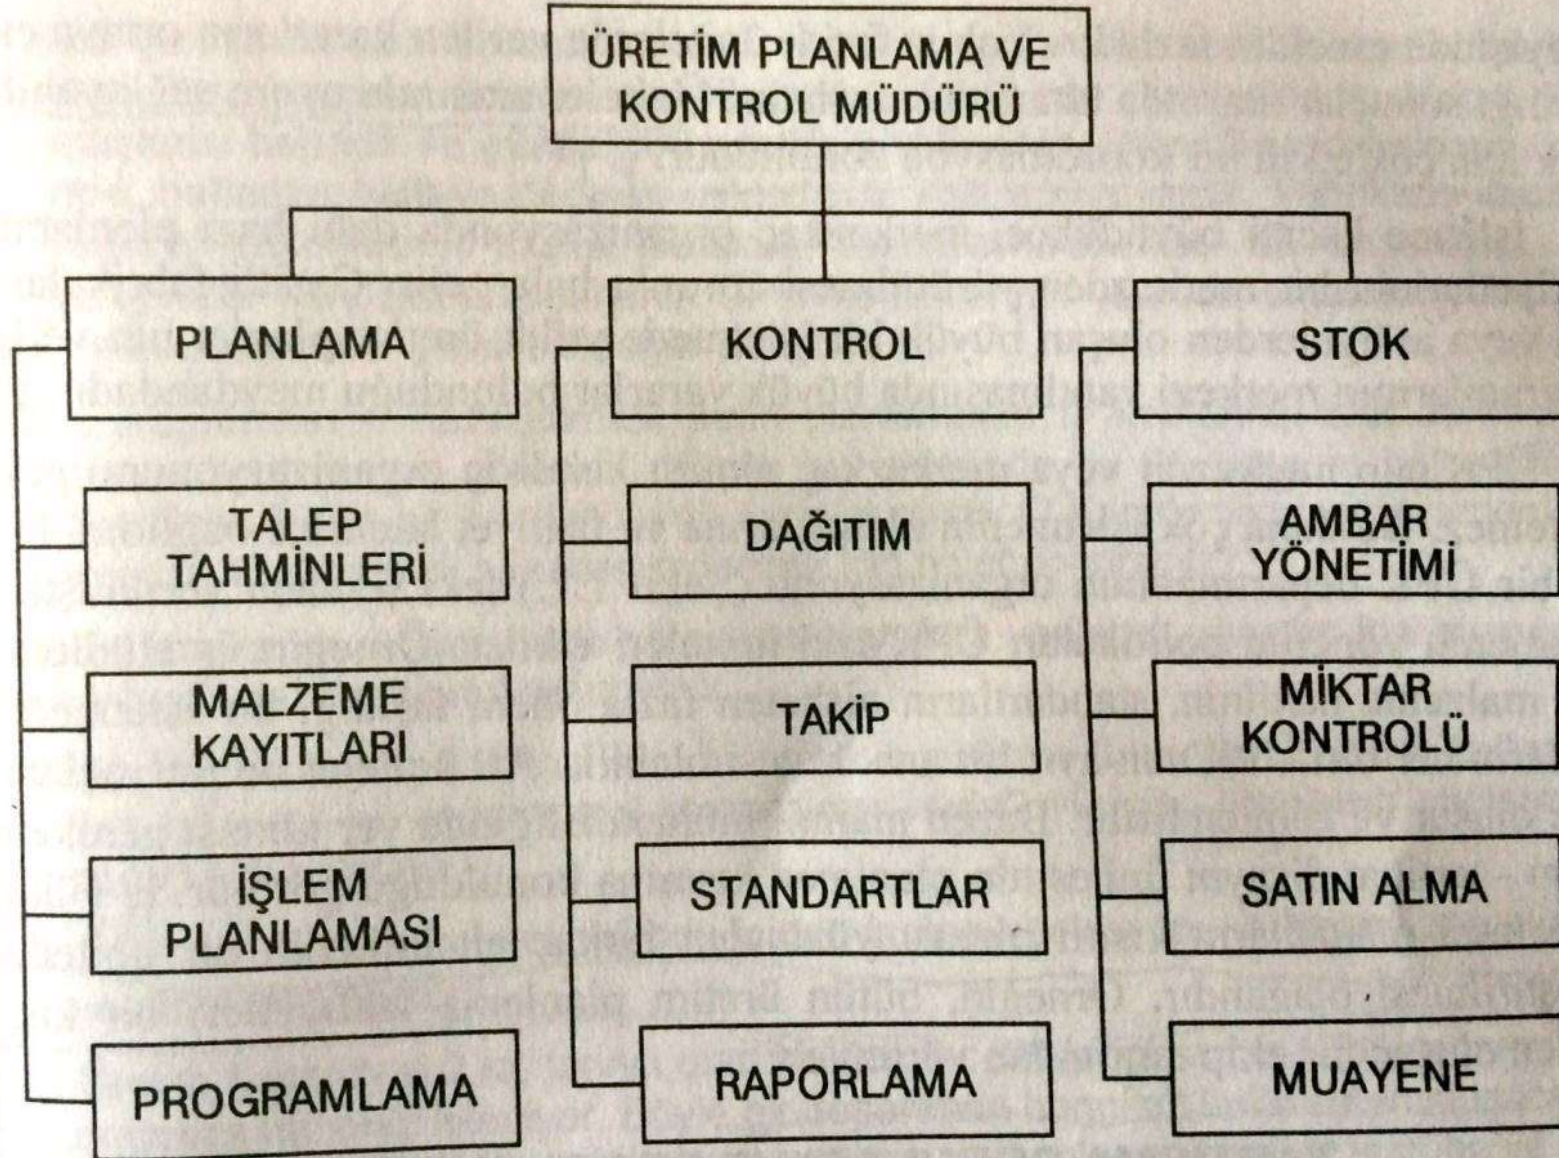 ÜRETİM PLANLAMA VE
KONTROL MÜDÜRÜ
PLANLAMA
KONTROL
STOK
TALEP
TAHMİNLERİ
DAĞITIM
AMBAR
YÖNETİMİ
MALZEME
KAYITLARI
TAKİP
MİKTAR
KONTROLÜ
İŞLEM
PLANLAMASI
STANDARTLAR
SATIN ALMA
PROGRAMLAMA
RAPORLAMA
MUAYENE